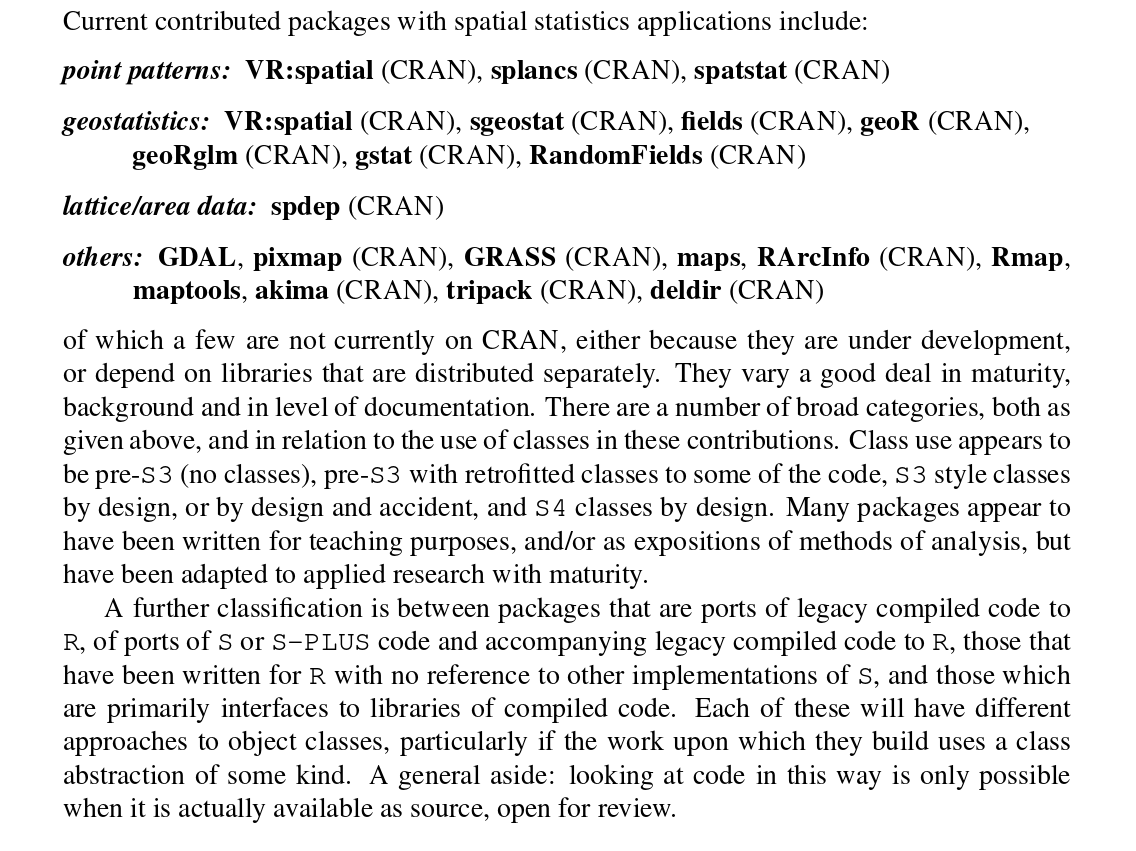 Current contributed packages with spatial statistics applications include:
point patterns: VR:spatial (CRAN), splancs (CRAN), spatstat (CRAN)
geostatistics: VR:spatial (CRAN), sgeostat (CRAN), fields (CRAN), geoR (CRAN),
geoRglm (CRAN), gstat (CRAN), RandomFields (CRAN)
lattice/area data: spdep (CRAN)
others: GDAL, pixmap (CRAN), GRASS (CRAN), maps, RArcInfo (CRAN), Rmap,
maptools, akima (CRAN), tripack (CRAN), deldir (CRAN)
of which a few are not currently on CRAN, either because they are under development,
or depend on libraries that are distributed separately. They vary a good deal in maturity,
background and in level of documentation. There are a number of broad categories, both as
given above, and in relation to the use of classes in these contributions. Class use appears to
be pre-S3 (no classes), pre-S3 with retrofitted classes to some of the code, S3 style classes
by design, or by design and accident, and S4 classes by design. Many packages appear to
have been written for teaching purposes, and/or as expositions of methods of analysis, but
have been adapted to applied research with maturity.
A further classification is between packages that are ports of legacy compiled code to
R, of ports of S or S-PLUS code and accompanying legacy compiled code to R, those that
have been written for R with no reference to other implementations of S, and those which
are primarily interfaces to libraries of compiled code. Each of these will have different
approaches to object classes, particularly if the work upon which they build uses a class
abstraction of some kind. A general aside: looking at code in this way is only possible
when it is actually available as source, open for review.